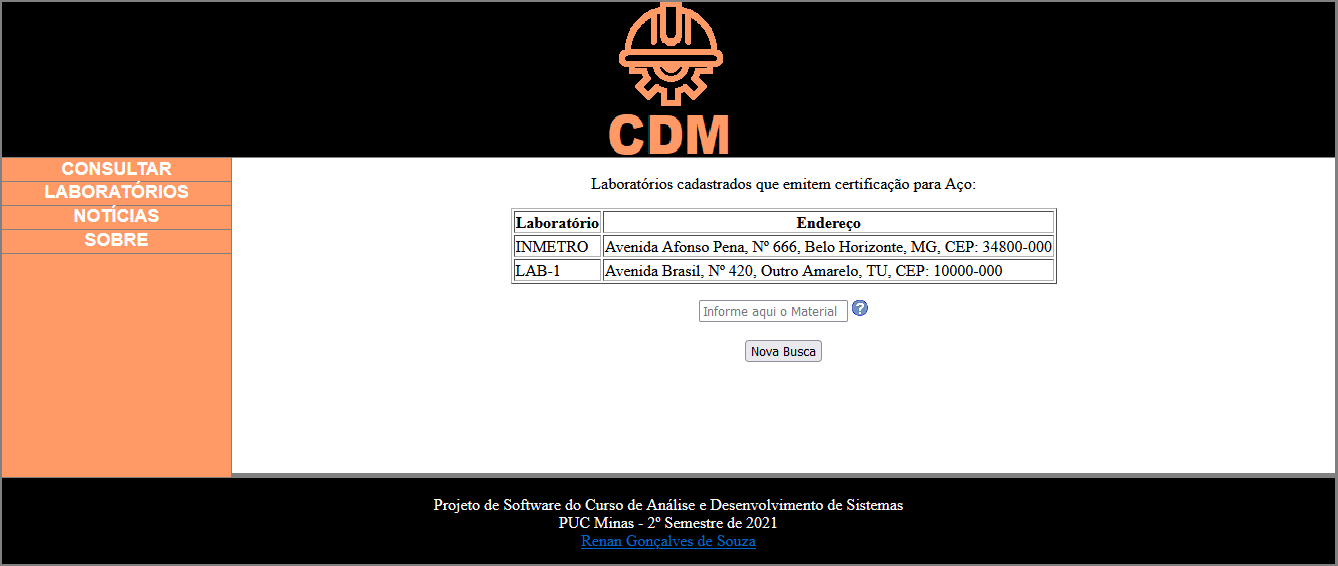 CDM
CONSULTAR
LABORATÓRIOS
NOTÍCIAS
SOBRE
Laboratórios cadastrados que emitem certificação para Aço:
Laboratório Endereço
INMETRO Avenida Afonso Pena, Nº 666, Belo Horizonte, MG, CEP: 34800-000
LAB-1 Avenida Brasil, Nº 420, Outro Amarelo, TU, CEP: 10000-000
Informe aqui o Material ?
Nova Busca
Projeto de Software do Curso de Análise e Desenvolvimento de Sistemas
PUC Minas - 2º Semestre de 2021
Renan Gonçalves de Souza